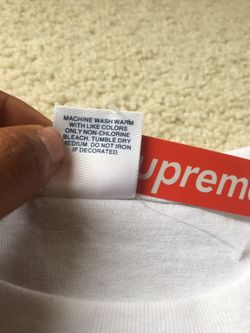 MACHINE WASH WARM
WITH LIKE COLORS
ONLY NON-CHLORINE
BLEACH. TUMBLE DRY
MEDIUM. DO NOT IRON
IF DECORATED.
upreme